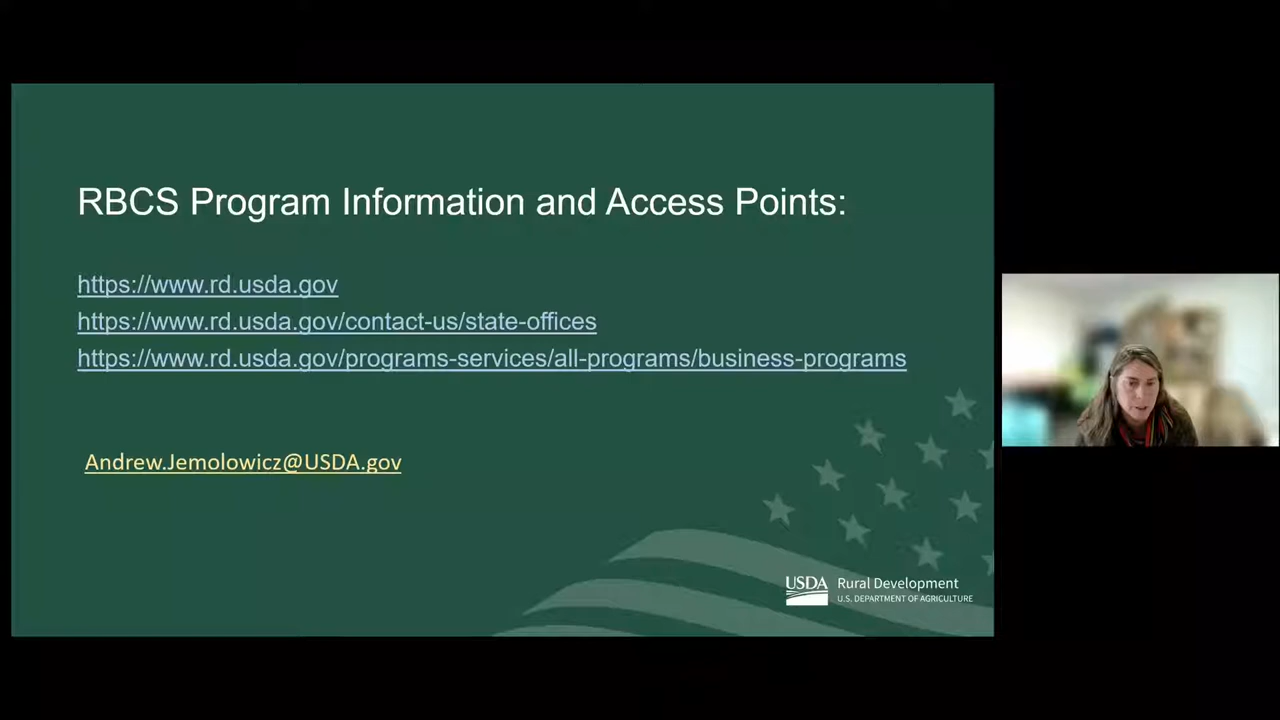 RBCS Program Information and Access Points:
https://www.rd.usda.gov
https://www.rd.usda.gov/contact-us/state-offices
https://www.rd.usda.gov/programs-services/all-programs/business-programs
Andrew.Jemolowicz@USDA.gov
USDA Rural Development
U.S. DEPARTMENT OF AGRICULTURE